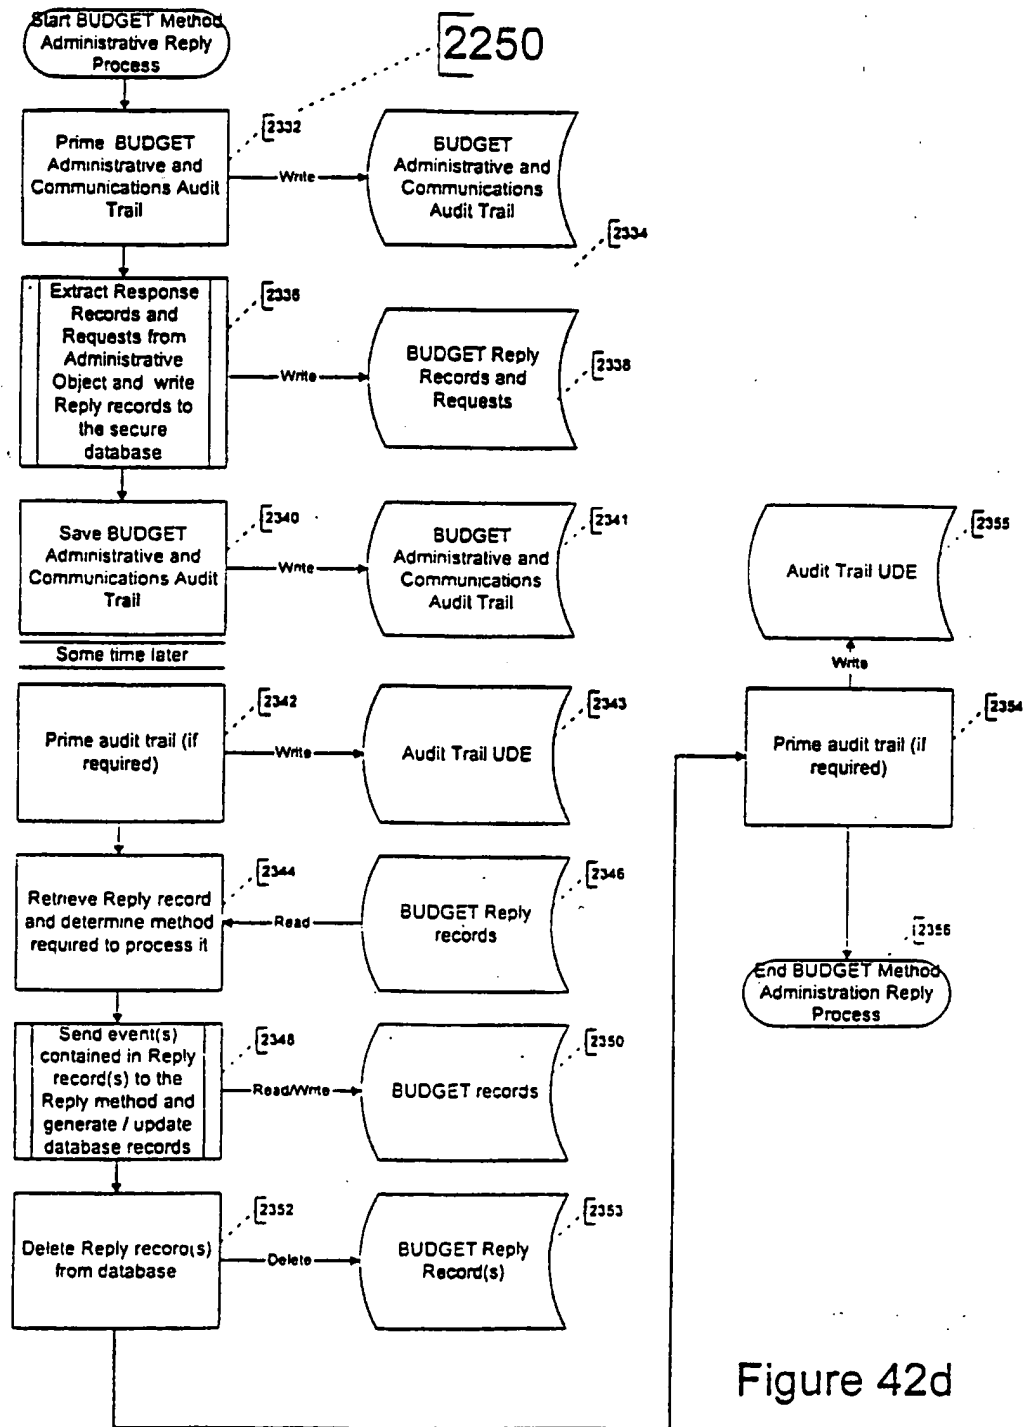 Start BUDGET Method
Administrative Reply
Process
2250
2332
Prime BUDGET
Administrative and
Communications Audit
Trail
Write
BUDGET
Administrative and
Communications
Audit Trail
2334
Extract Response
Records and
Requests from
Administrative
Object and write
Reply records to
the secure
database
2336
Write
BUDGET Reply
Records and
Requests
2338
Save BUDGET
Administrative and
Communications Audit
Trail
2340
Write
BUDGET
Administrative and
Communications
Audit Trail
2341
Some time later
Prime audit trail (if
required)
2342
Write
Audit Trail UDE
2343
Retrieve Reply record
and determine method
required to process it
2344
Read
BUDGET Reply
records
2346
Send event(s)
contained in Reply
record(s) to the
Reply method and
generate / update
database records
2348
Read/Write
BUDGET records
2350
Delete Reply record(s)
from database
2352
Delete
BUDGET Reply
Record(s)
2353
Audit Trail UDE
2355
Write
Prime audit trail (if
required)
2354
2356
End BUDGET Method
Administration Reply
Process
Figure 42d